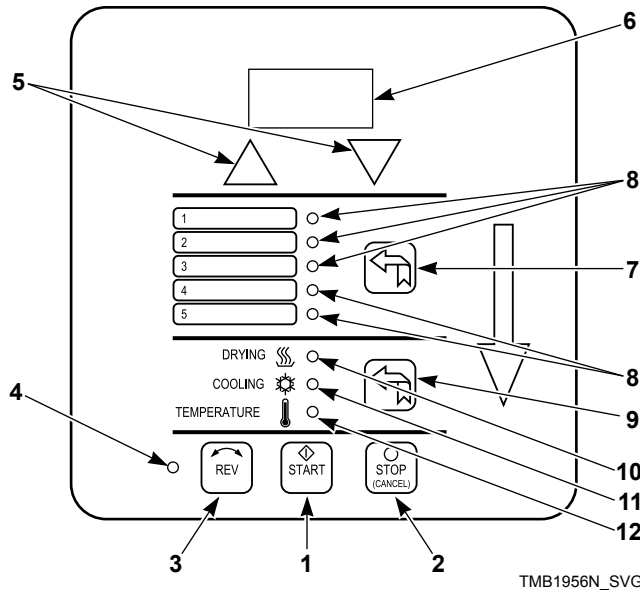 6
5
8
1
2
3
7
4
5
8
DRYING
COOLING
9
4
TEMPERATURE
10
REV
START
STOP
(CANCEL)
11
12
3
1
2
TMB1956N_SVG